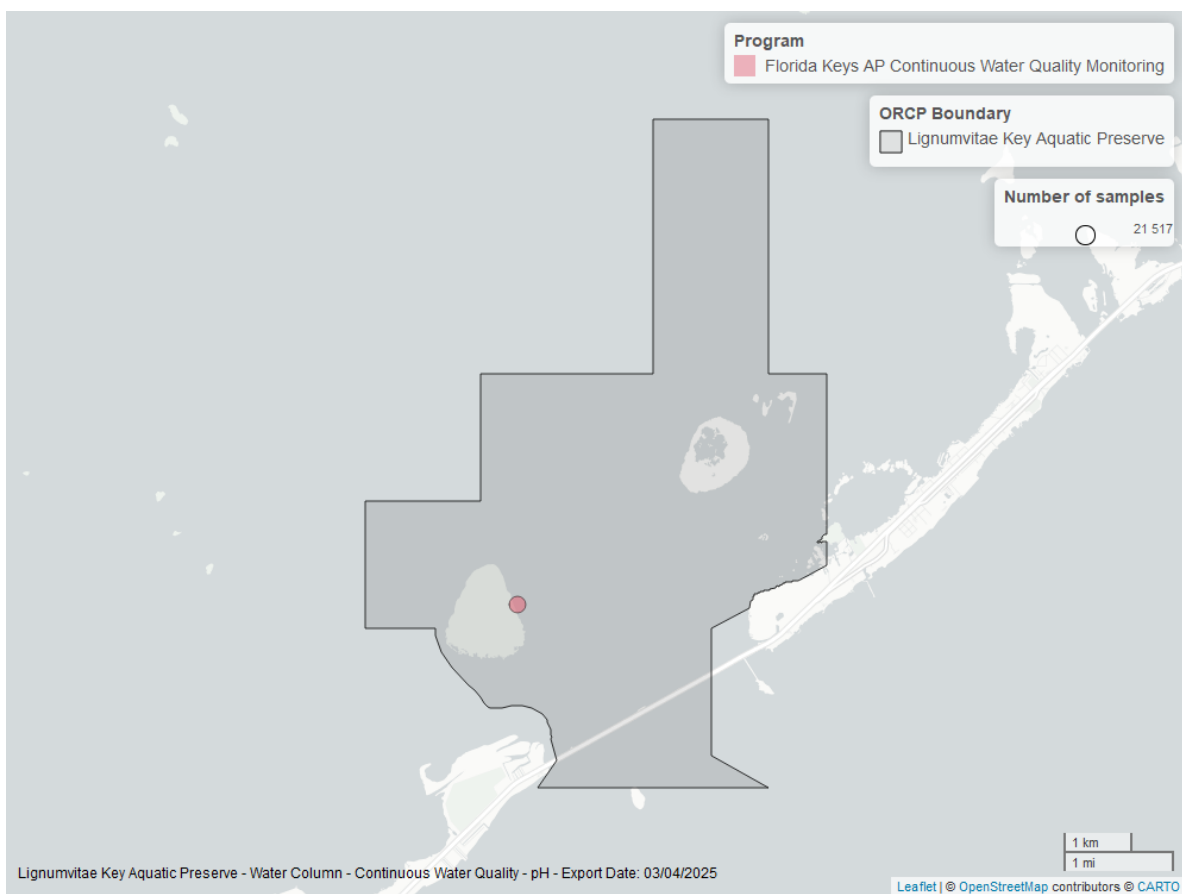 Program
Florida Keys AP Continuous Water Quality Monitoring
ORCP Boundary
Lignumvitae Key Aquatic Preserve
Number of samples
21 517
1 km
1 mi
Lignumvitae Key Aquatic Preserve - Water Column - Continuous Water Quality - pH - Export Date: 03/04/2025
Leaflet | © OpenStreetMap contributors © CARTO